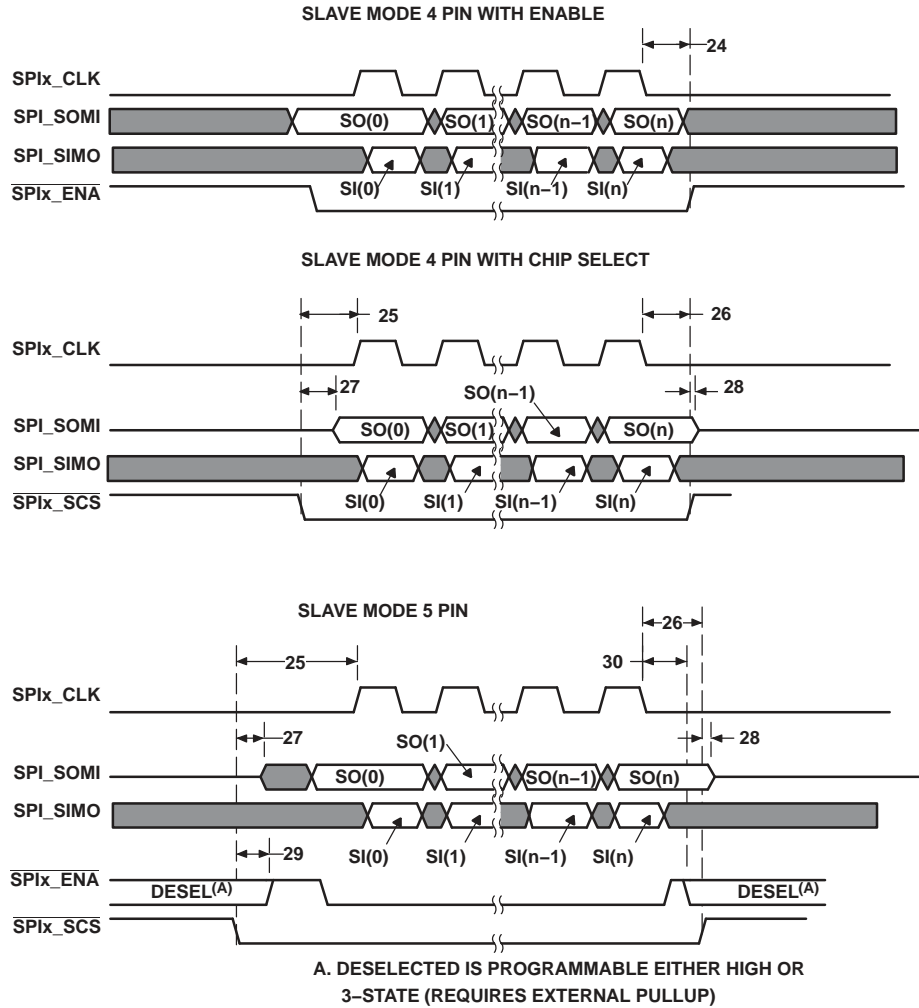 SLAVE MODE 4 PIN WITH ENABLE
24
SPIx_CLK
SPI_SOMI
SO(0) SO(1) SO(n−1) SO(n)
SPI_SIMO
SI(0) SI(1) SI(n−1) SI(n)
SPIx_ENA
SLAVE MODE 4 PIN WITH CHIP SELECT
25 26
SPIx_CLK
27 SO(n−1) 28
SPI_SOMI
SO(0) SO(1) SO(n)
SPI_SIMO
SI(0) SI(1) SI(n−1) SI(n)
SPIx_SCS
SLAVE MODE 5 PIN
26
25 30
SPIx_CLK
27 SO(1) 28
SPI_SOMI
SO(0) SO(n−1) SO(n)
SPI_SIMO
29 SI(0) SI(1) SI(n−1) SI(n)
SPIx_ENA
DESEL(A) DESEL(A)
SPIx_SCS
A. DESELECTED IS PROGRAMMABLE EITHER HIGH OR
3−STATE (REQUIRES EXTERNAL PULLUP)